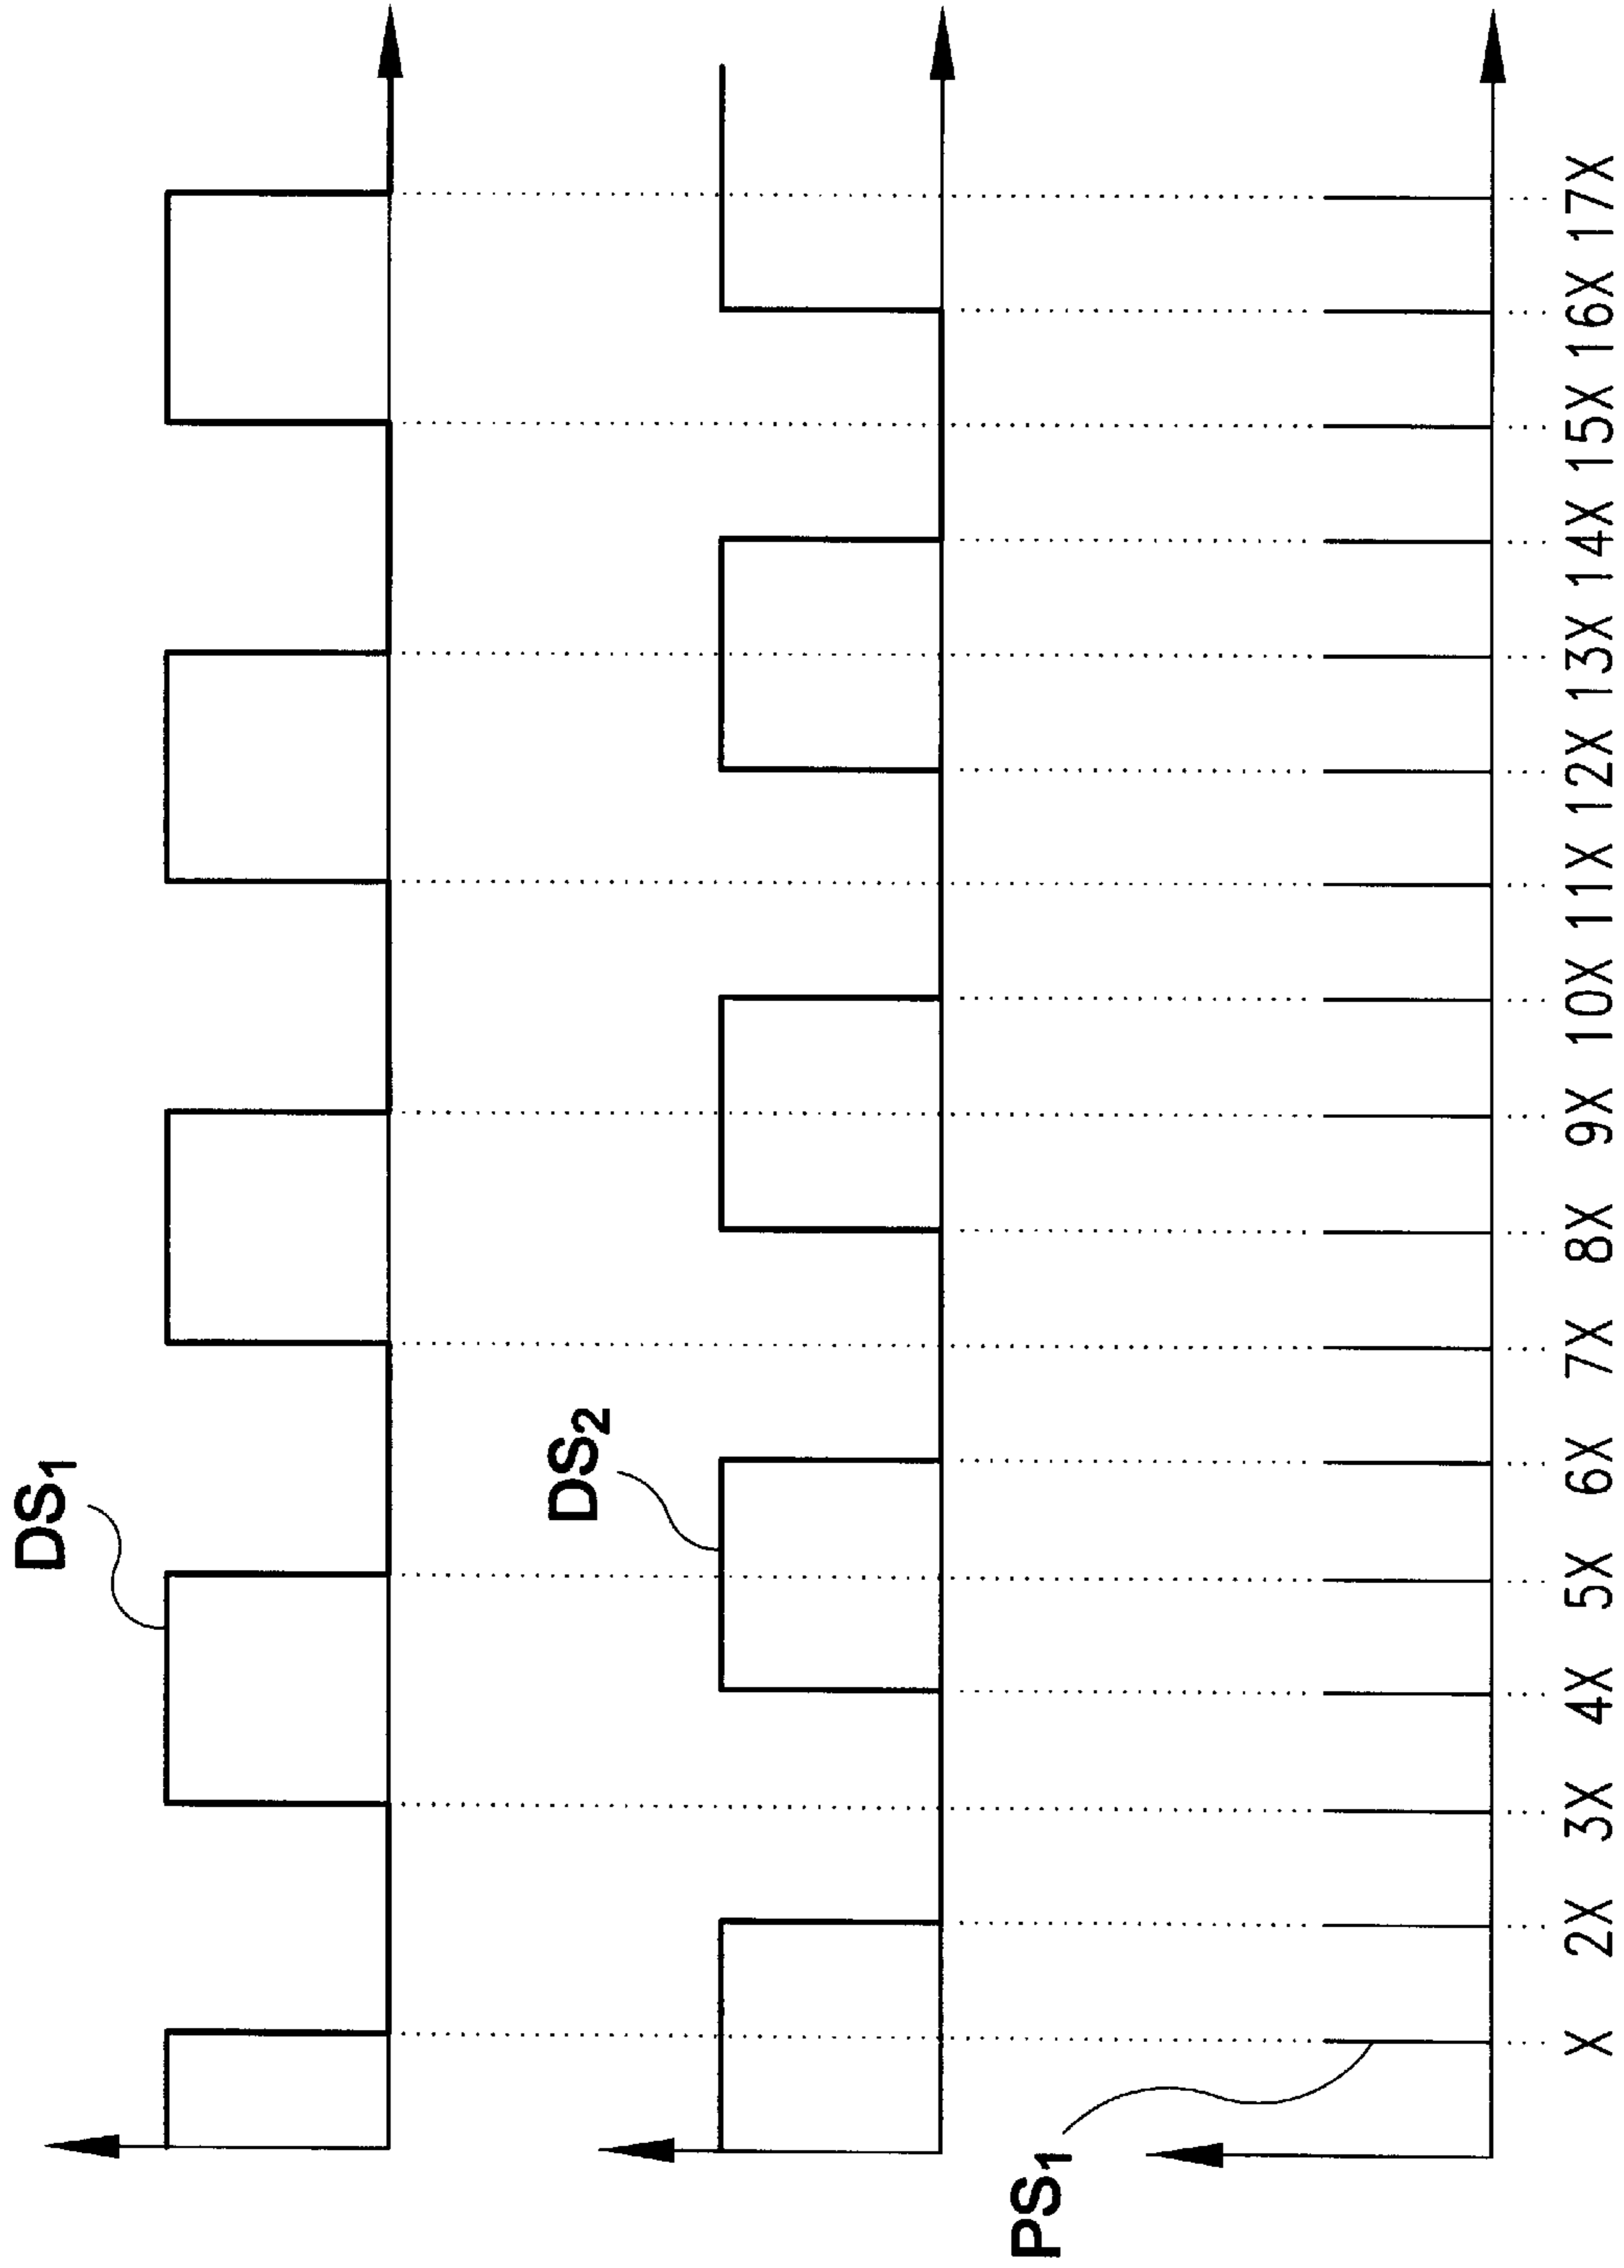 DS1
DS2
PS1
X 2X 3X 4X 5X 6X 7X 8X 9X 10X 11X 12X 13X 14X 15X 16X 17X